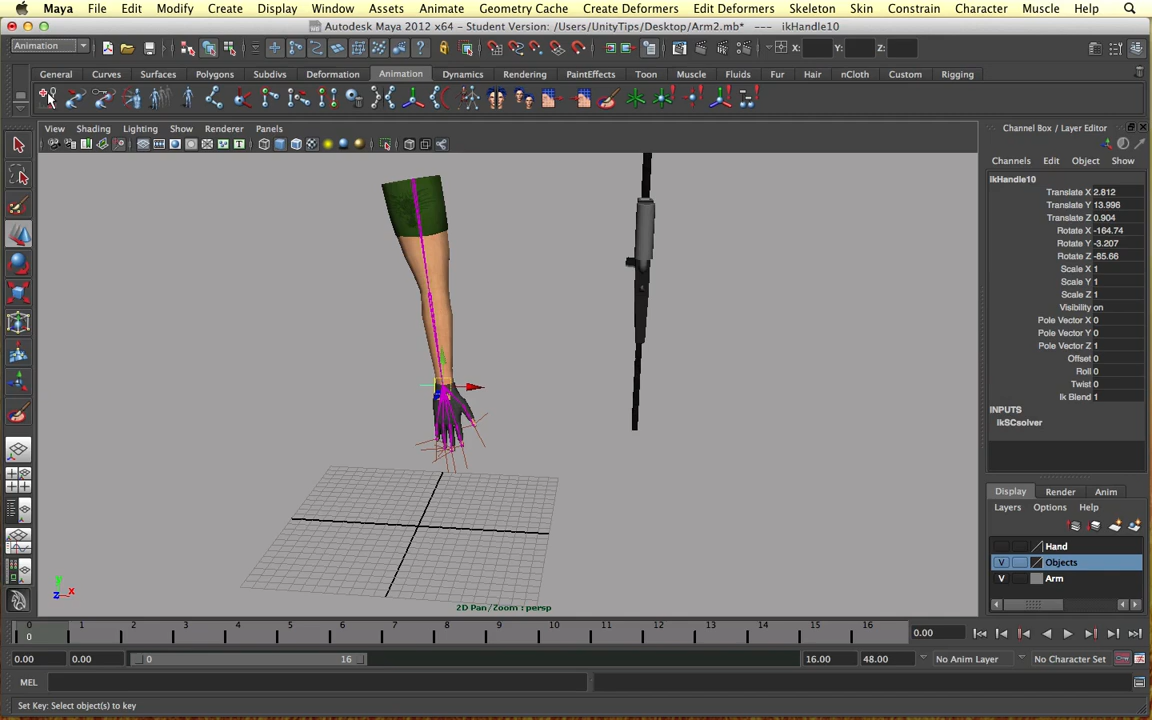 Maya File Edit Modify Create Display Window Assets Animate Geometry Cache Create Deformers Edit Deformers Skeleton Skin Constrain Character Muscle Help
Autodesk Maya 2012 x64 - Student Version: /Users/UnityTips/Desktop/Arm2.mb* --- ikHandle10
Animation X: Y: Z:
General Curves Surfaces Polygons Subdivs Deformation Animation Dynamics Rendering PaintEffects Toon Muscle Fluids Fur Hair nCloth Custom Rigging
View Shading Lighting Show Renderer Panels
Channel Box / Layer Editor
Channels Edit Object Show
ikHandle10
Translate X 2.812
Translate Y 13.996
Translate Z 0.904
Rotate X -164.74
Rotate Y -3.207
Rotate Z -85.66
Scale X 1
Scale Y 1
Scale Z 1
Visibility on
Pole Vector X 0
Pole Vector Y 0
Pole Vector Z 1
Offset 0
Roll 0
Twist 0
Ik Blend 1
INPUTS
ikSCsolver
Display Render Anim
Layers Options Help
Hand
V Objects
V Arm
y
z x
2D Pan/Zoom : persp
0 1 2 3 4 5 6 7 8 9 10 11 12 13 14 15 16
0
0.00
0.00 0.00 0 16 16.00 48.00 No Anim Layer No Character Set
MEL
Set Key: Select object(s) to key